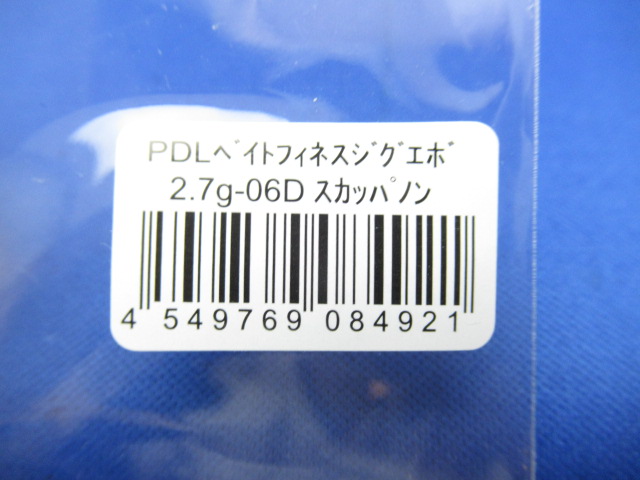 PDLﾍﾞｲﾄﾌｨﾈｽｼﾞｸﾞｴﾎﾞ
2.7g-06D ｽｶｯﾊﾟﾉﾝ
4 549769 084921